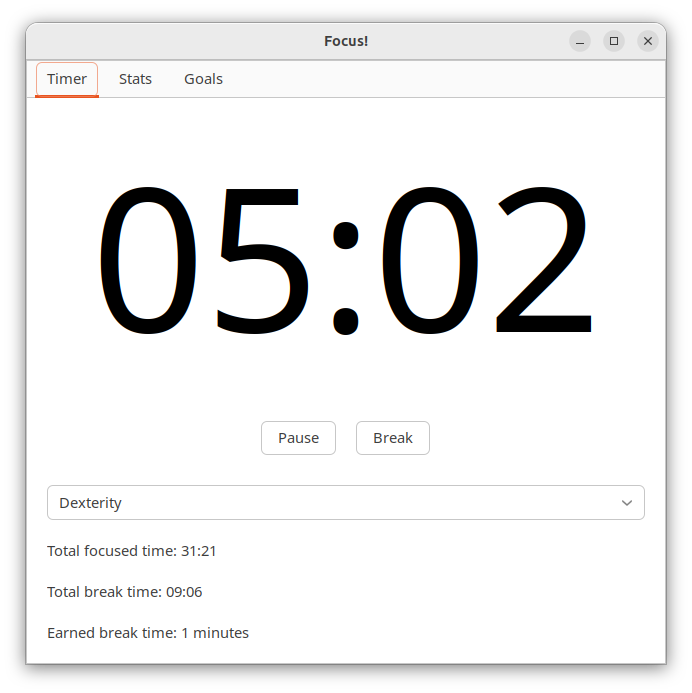 Focus!
Timer Stats Goals
05:02
Pause Break
Dexterity
Total focused time: 31:21
Total break time: 09:06
Earned break time: 1 minutes